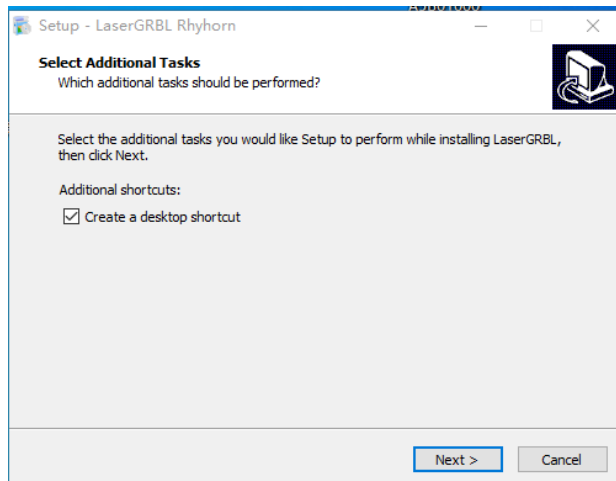 Setup - LaserGRBL Rhyhorn
Select Additional Tasks
Which additional tasks should be performed?
Select the additional tasks you would like Setup to perform while installing LaserGRBL,
then click Next.
Additional shortcuts:
Create a desktop shortcut
Next >
Cancel